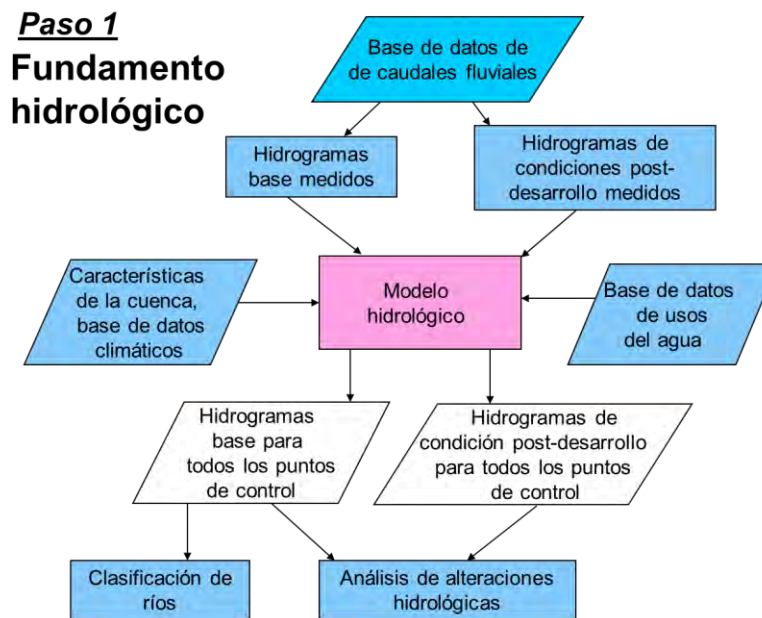 Paso 1
Fundamento
hidrológico
Base de datos de
de caudales fluviales
Hidrogramas
base medidos
Hidrogramas de
condiciones post-
desarrollo medidos
Características
de la cuenca,
base de datos
climáticos
Modelo
hidrológico
Base de datos
de usos
del agua
Hidrogramas
base para
todos los puntos
de control
Hidrogramas de
condición post-desarrollo
para todos los puntos
de control
Clasificación de
ríos
Análisis de alteraciones
hidrológicas